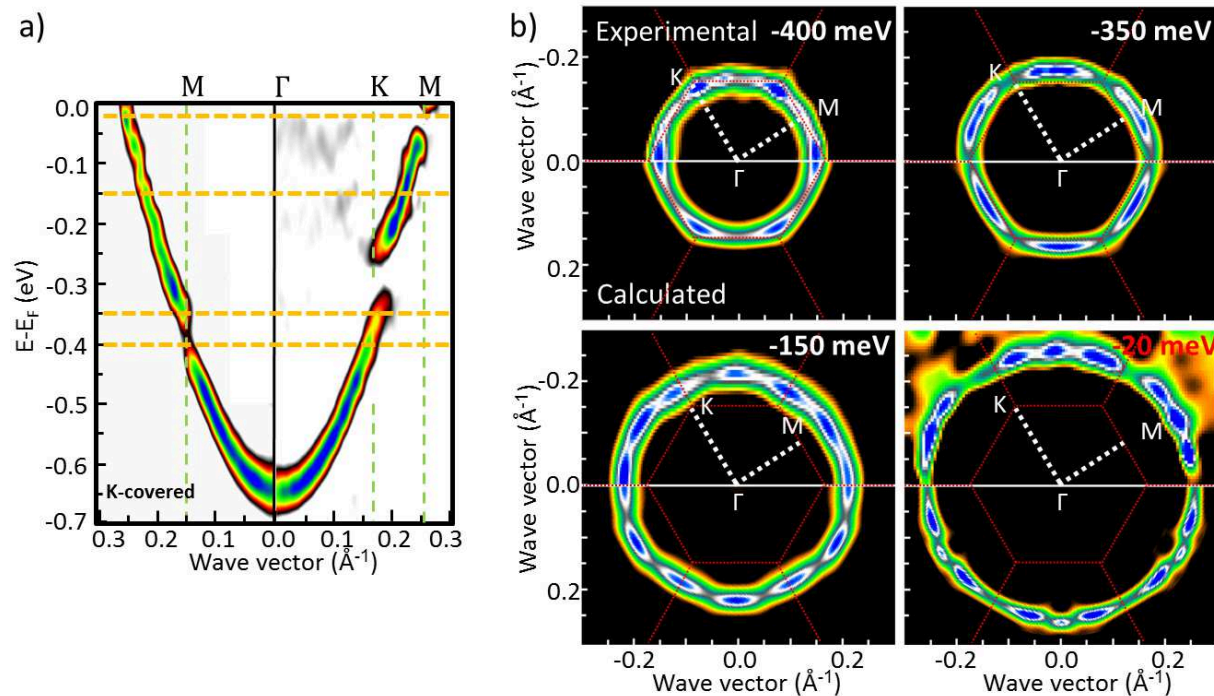 a)
M Γ K M
E-E_F (eV)
0.0
-0.1
-0.2
-0.3
-0.4
-0.5
-0.6
-0.7
K-covered
0.3 0.2 0.1 0.0 0.1 0.2 0.3
Wave vector (Å⁻¹)
b)
Experimental -400 meV
K
M
Γ
Calculated
Wave vector (Å⁻¹)
-0.2
0.0
0.2
-350 meV
K
M
Γ
-150 meV
K
M
Γ
Wave vector (Å⁻¹)
-0.2
0.0
0.2
-0.2 0.0 0.2
Wave vector (Å⁻¹)
-20 meV
K
M
Γ
-0.2 0.0 0.2
Wave vector (Å⁻¹)